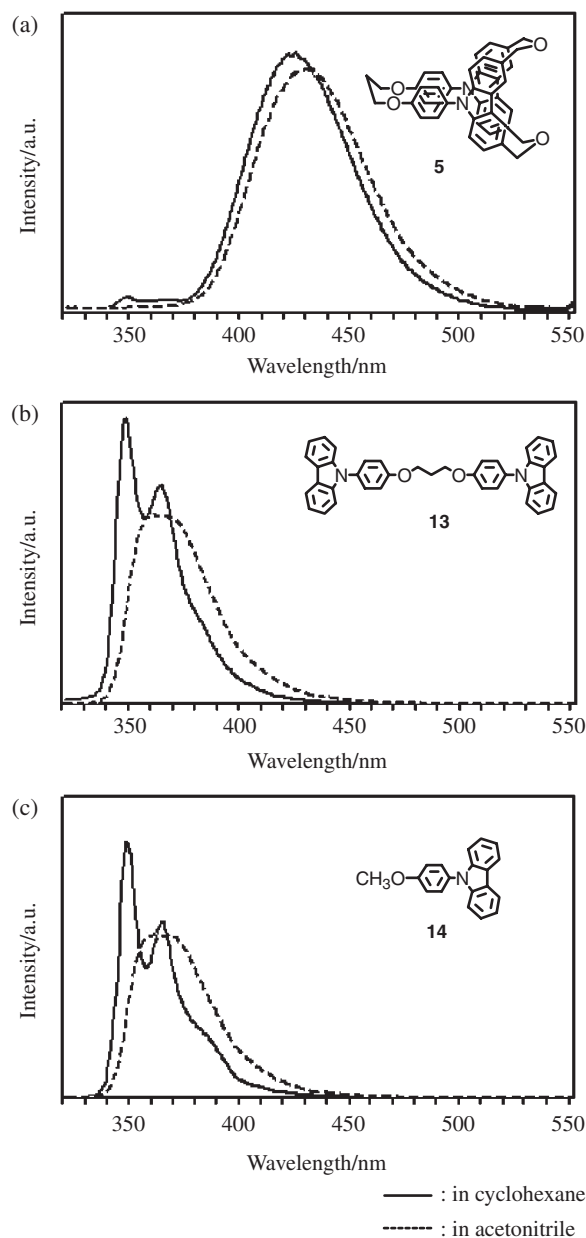 (a)
Intensity/a.u.
O
O
N
N
O
O
5
350 400 450 500 550
Wavelength/nm
(b)
Intensity/a.u.
N
O
O
N
13
350 400 450 500 550
Wavelength/nm
(c)
Intensity/a.u.
CH3O
N
14
350 400 450 500 550
Wavelength/nm
: in cyclohexane
: in acetonitrile